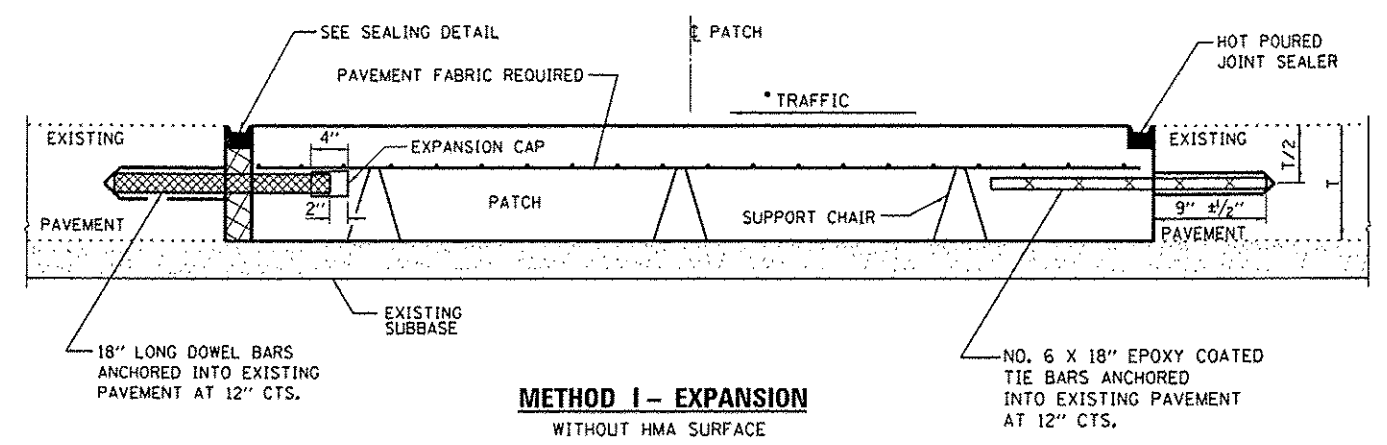 SEE SEALING DETAIL
℄ PATCH
HOT POURED
JOINT SEALER
PAVEMENT FABRIC REQUIRED
* TRAFFIC
EXISTING
4"
EXPANSION CAP
EXISTING
T/2
T
2"
PATCH
SUPPORT CHAIR
9" ±1/2"
PAVEMENT
PAVEMENT
EXISTING
SUBBASE
18" LONG DOWEL BARS
ANCHORED INTO EXISTING
PAVEMENT AT 12" CTS.
NO. 6 X 18" EPOXY COATED
TIE BARS ANCHORED
INTO EXISTING PAVEMENT
AT 12" CTS.
METHOD I – EXPANSION
WITHOUT HMA SURFACE